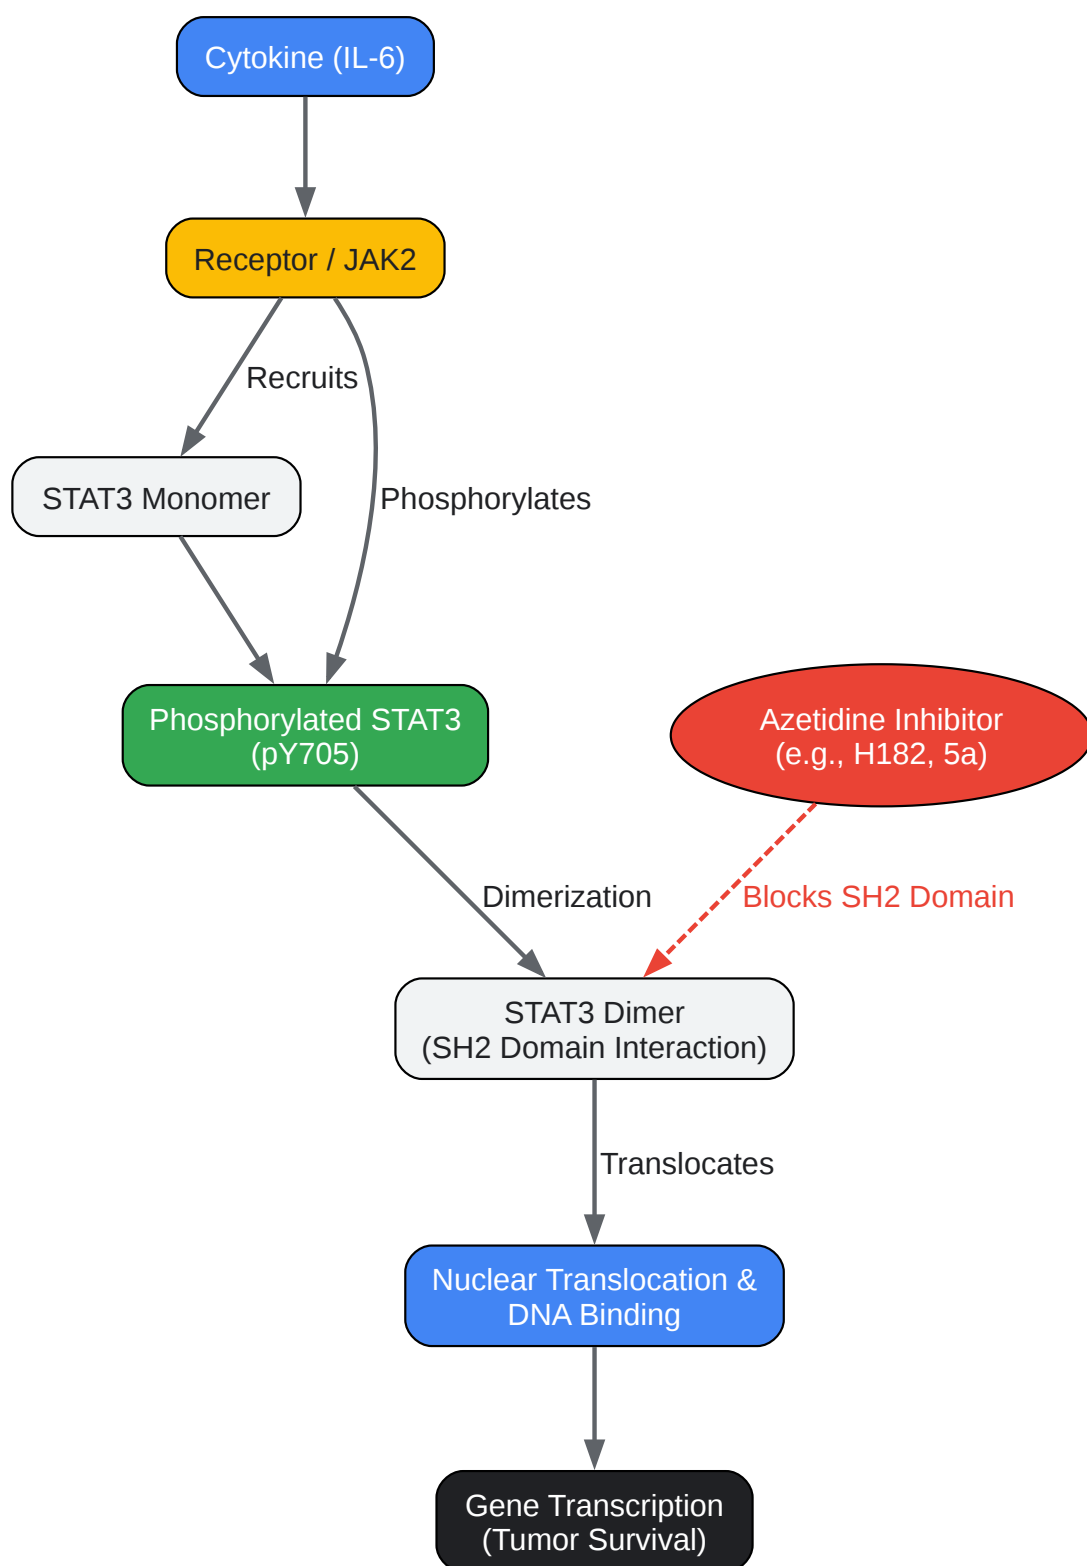 Cytokine (IL-6)
Receptor / JAK2
Recruits
STAT3 Monomer
Phosphorylates
Phosphorylated STAT3
(pY705)
Azetidine Inhibitor
(e.g., H182, 5a)
Dimerization
Blocks SH2 Domain
STAT3 Dimer
(SH2 Domain Interaction)
Translocates
Nuclear Translocation &
DNA Binding
Gene Transcription
(Tumor Survival)